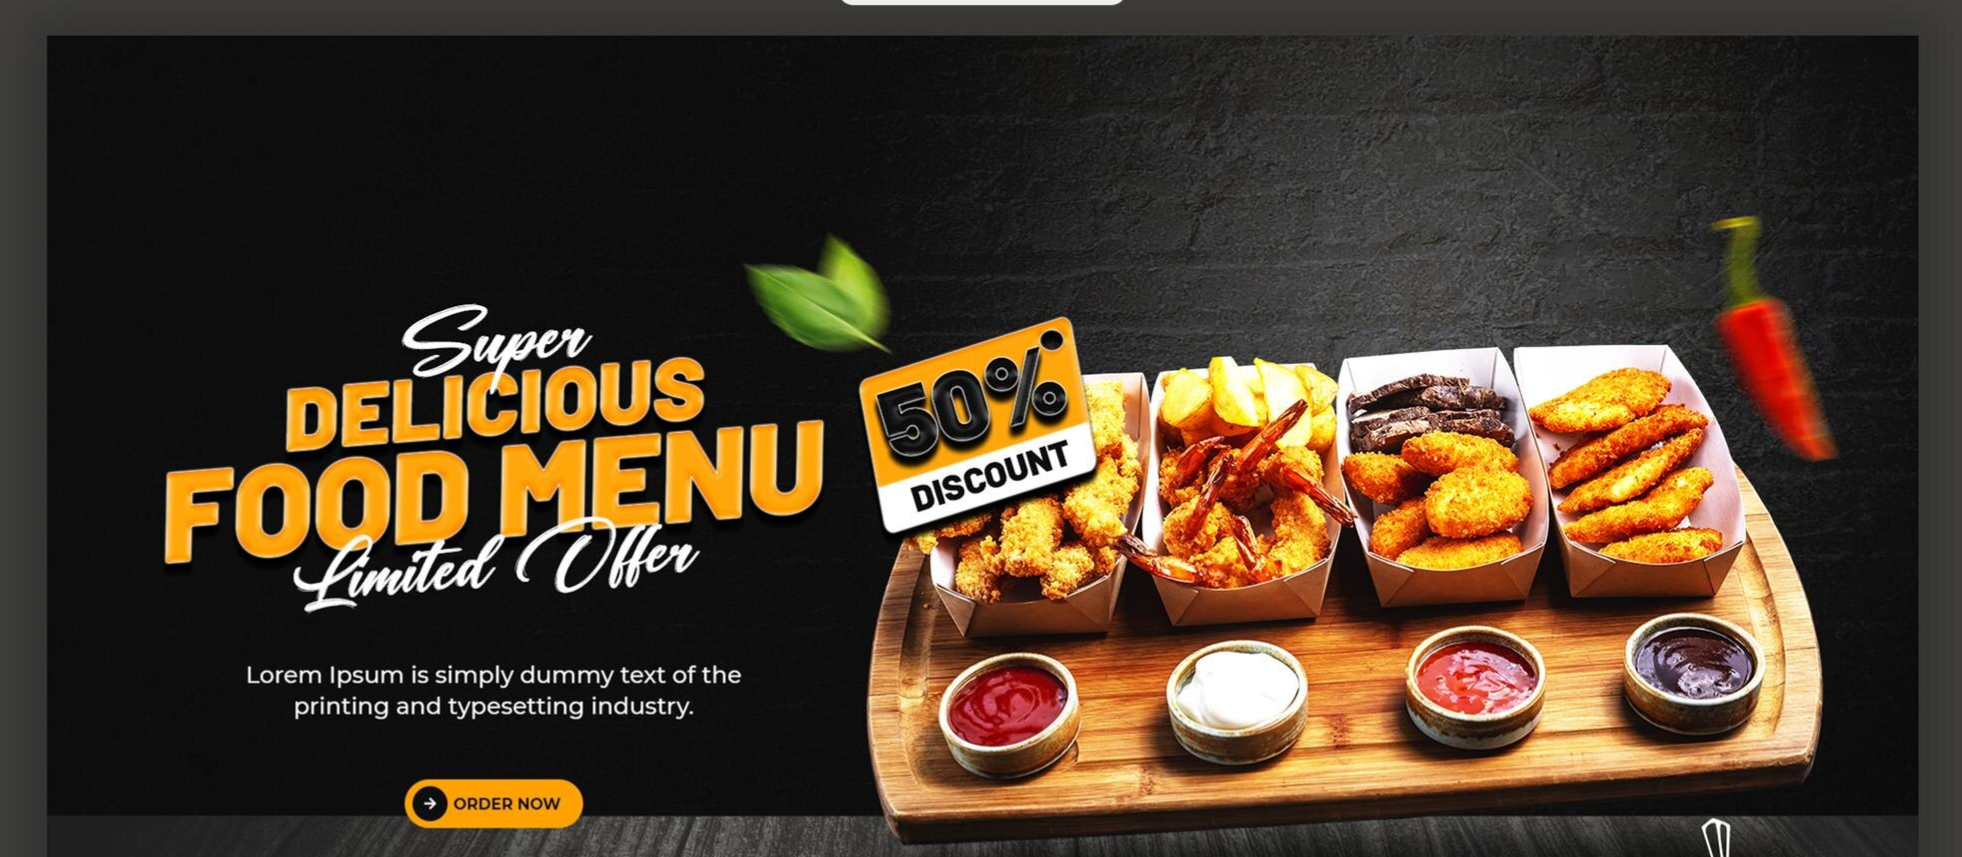 Super
DELICIOUS
FOOD MENU
Limited Offer
50%
DISCOUNT
Lorem Ipsum is simply dummy text of the
printing and typesetting industry.
ORDER NOW